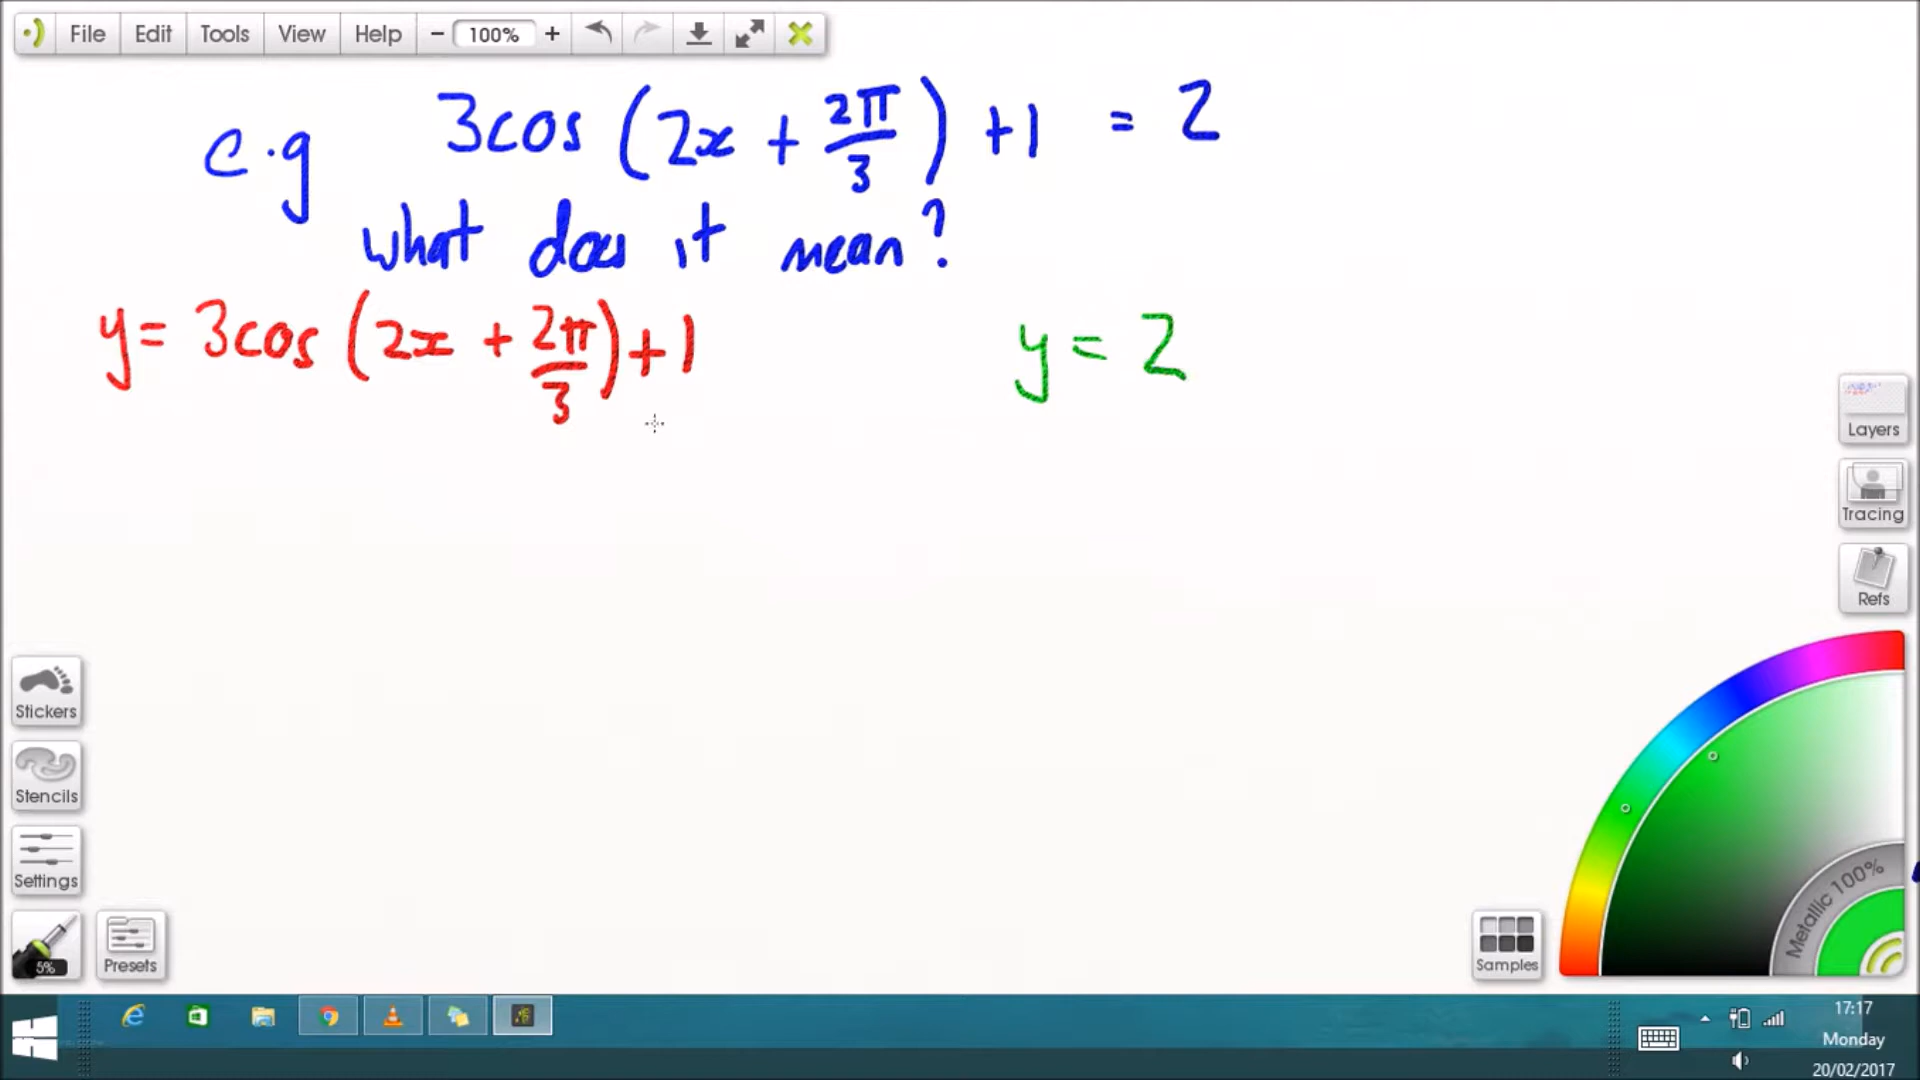 File Edit Tools View Help − 100% +
e.g 3cos (2x + 2π/3) +1 = 2
what does it mean?
y= 3cos (2x + 2π/3) +1
y= 2
Layers
Tracing
Refs
Stickers
Stencils
Settings
5%
Presets
Metallic 100%
Samples
17:17
Monday
20/02/2017